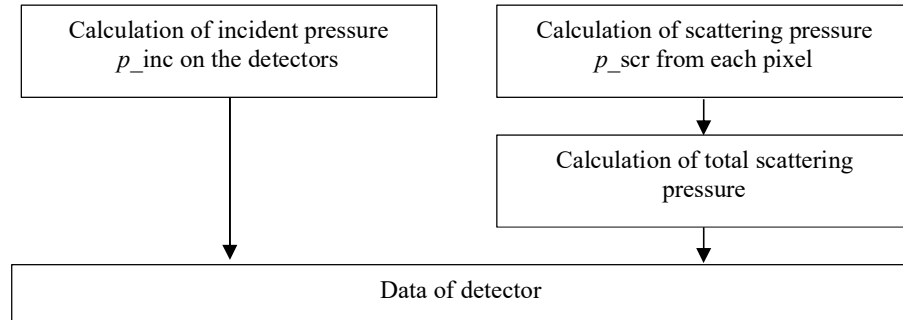 Calculation of incident pressure
p_inc on the detectors
Calculation of scattering pressure
p_scr from each pixel
Calculation of total scattering
pressure
Data of detector